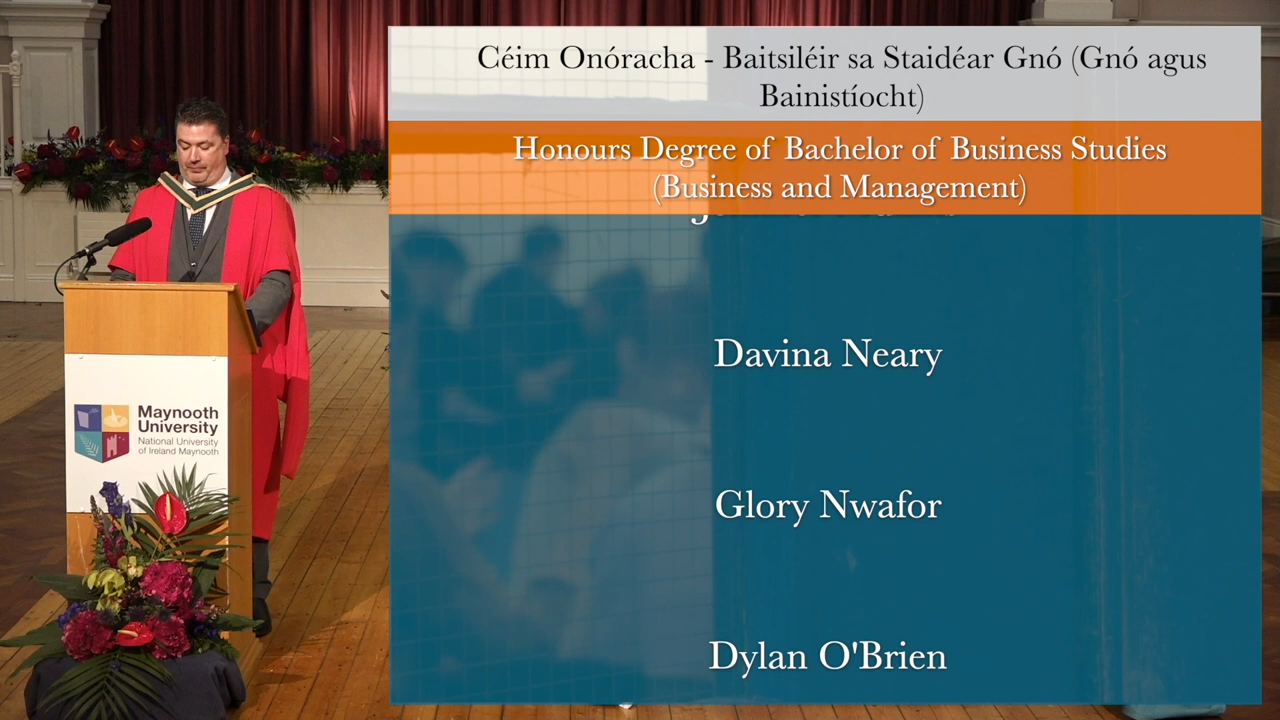 Céim Onóracha - Baitsiléir sa Staidéar Gnó (Gnó agus
Bainistíocht)
Honours Degree of Bachelor of Business Studies
(Business and Management)
Davina Neary
Glory Nwafor
Dylan O'Brien
Maynooth
University
National University
of Ireland Maynooth